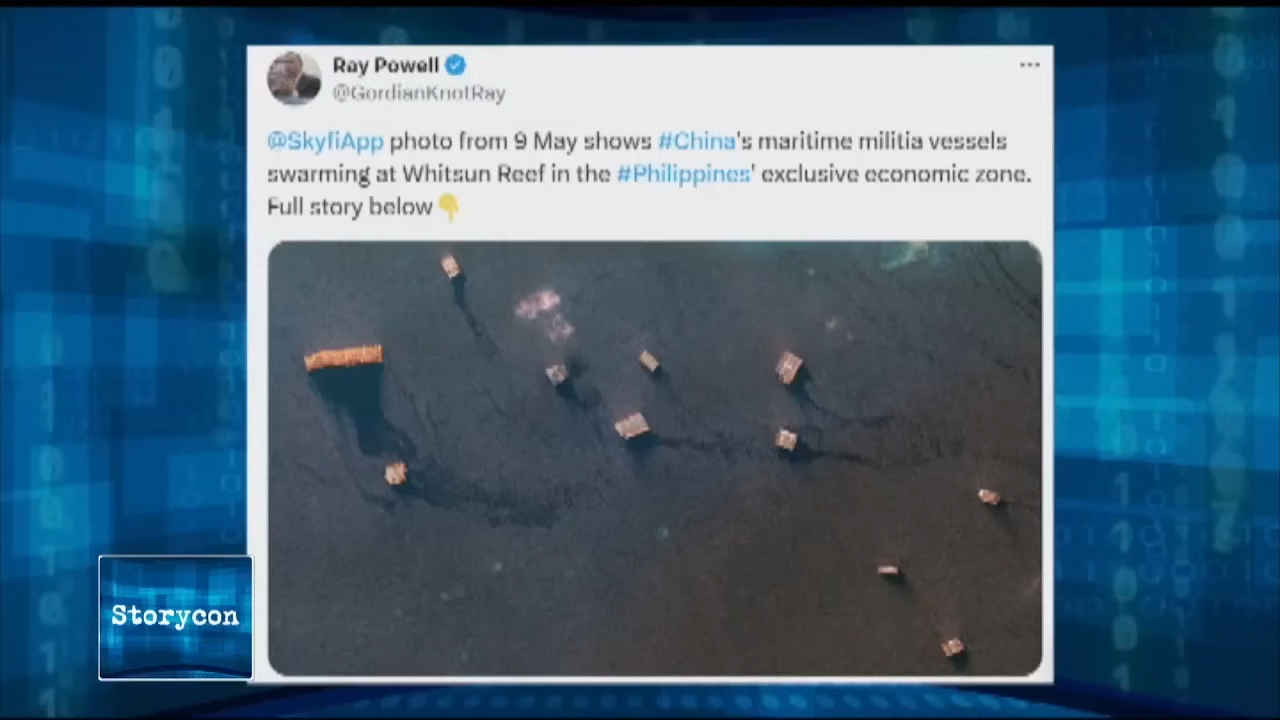 Ray Powell
@GordianKnotRay
@SkyfiApp photo from 9 May shows #China's maritime militia vessels
swarming at Whitsun Reef in the #Philippines' exclusive economic zone.
Full story below👇
Storycon